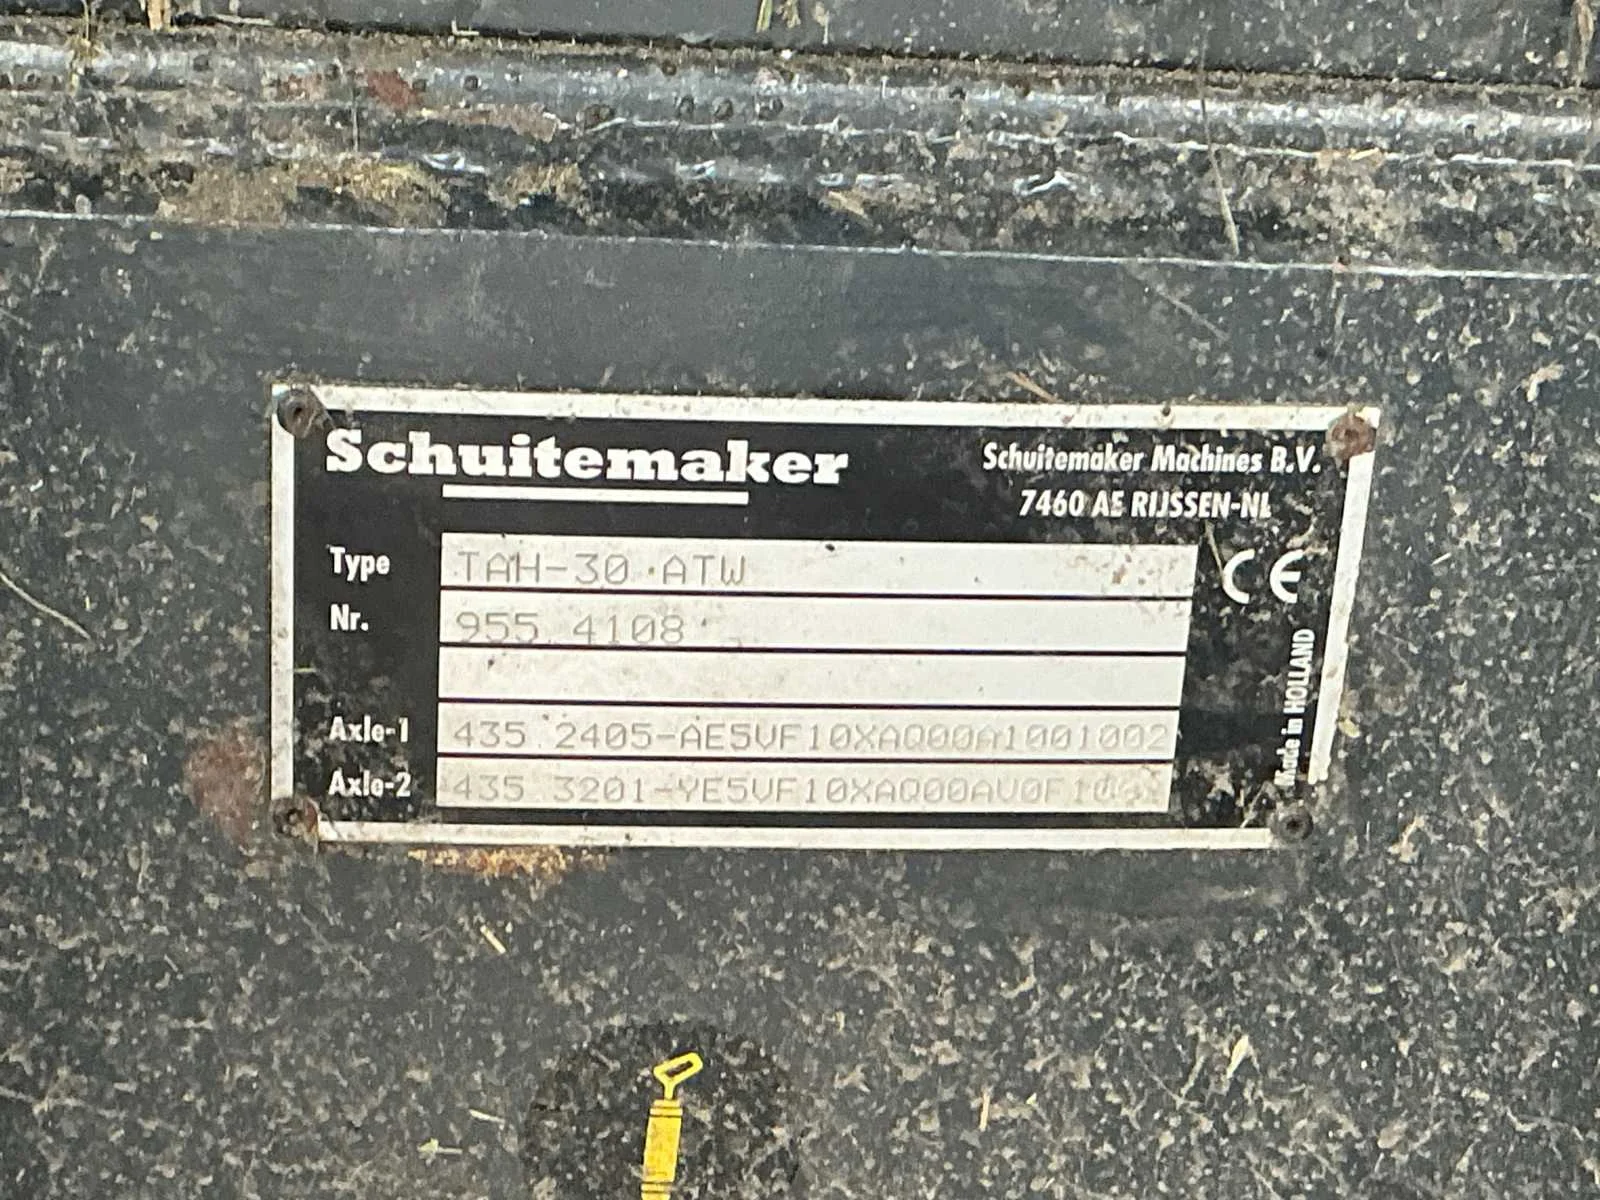 Schuitemaker
Schuitemaker Machines B.V.
7460 AE RIJSSEN-NL
Type TAH-30 ATW
Nr. 955.4108
CE
Axle-1 435.2405-AE5VF10XAQ00A1001002
Axle-2
Made in HOLLAND